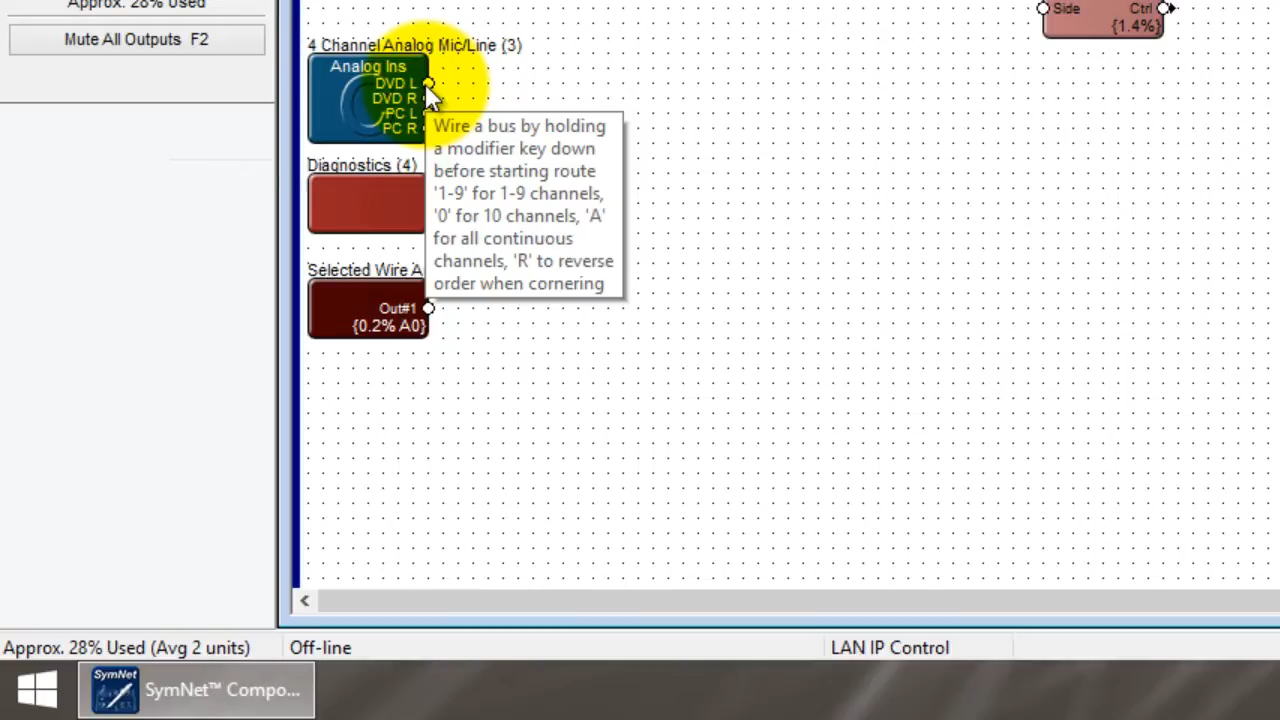 Approx. 28% Used
Mute All Outputs F2
Side Ctrl
{1.4%}
4 Channel Analog Mic/Line (3)
Analog Ins
DVD L
DVD R
PC L
PC R
Wire a bus by holding
a modifier key down
before starting route
'1-9' for 1-9 channels,
'0' for 10 channels, 'A'
for all continuous
channels, 'R' to reverse
order when cornering
Diagnostics (4)
Selected Wire
Out#1
{0.2% A0}
Approx. 28% Used (Avg 2 units)
Off-line
LAN IP Control
SymNet
SymNet™ Compo...